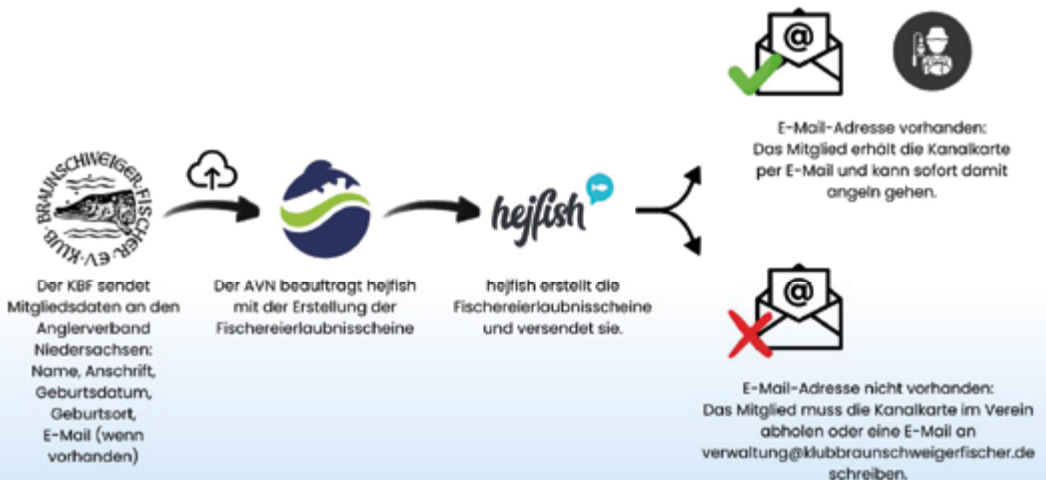 KLUB BRAUNSCHWEIGER FISCHER EV
Der KBF sendet
Mitgliedsdaten an den
Anglerverband
Niedersachsen:
Name, Anschrift,
Geburtsdatum,
Geburtsort,
E-Mail (wenn
vorhanden)
Der AVN beauftragt hejfish
mit der Erstellung der
Fischereierlaubnisscheine
hejfish
hejfish erstellt die
Fischereierlaubnisscheine
und versendet sie.
@
E-Mail-Adresse vorhanden:
Das Mitglied erhält die Kanalkarte
per E-Mail und kann sofort damit
angeln gehen.
@
E-Mail-Adresse nicht vorhanden:
Das Mitglied muss die Kanalkarte im Verein
abholen oder eine E-Mail an
verwaltung@klubbraunschweigerfischer.de
schreiben.